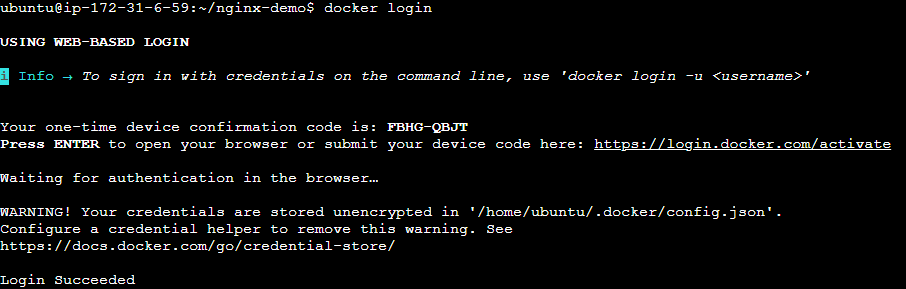 ubuntu@ip-172-31-6-59:~/nginx-demo$ docker login
USING WEB-BASED LOGIN
i Info → To sign in with credentials on the command line, use 'docker login -u <username>'
Your one-time device confirmation code is: FBHG-QBJT
Press ENTER to open your browser or submit your device code here: https://login.docker.com/activate
Waiting for authentication in the browser…
WARNING! Your credentials are stored unencrypted in '/home/ubuntu/.docker/config.json'.
Configure a credential helper to remove this warning. See
https://docs.docker.com/go/credential-store/
Login Succeeded